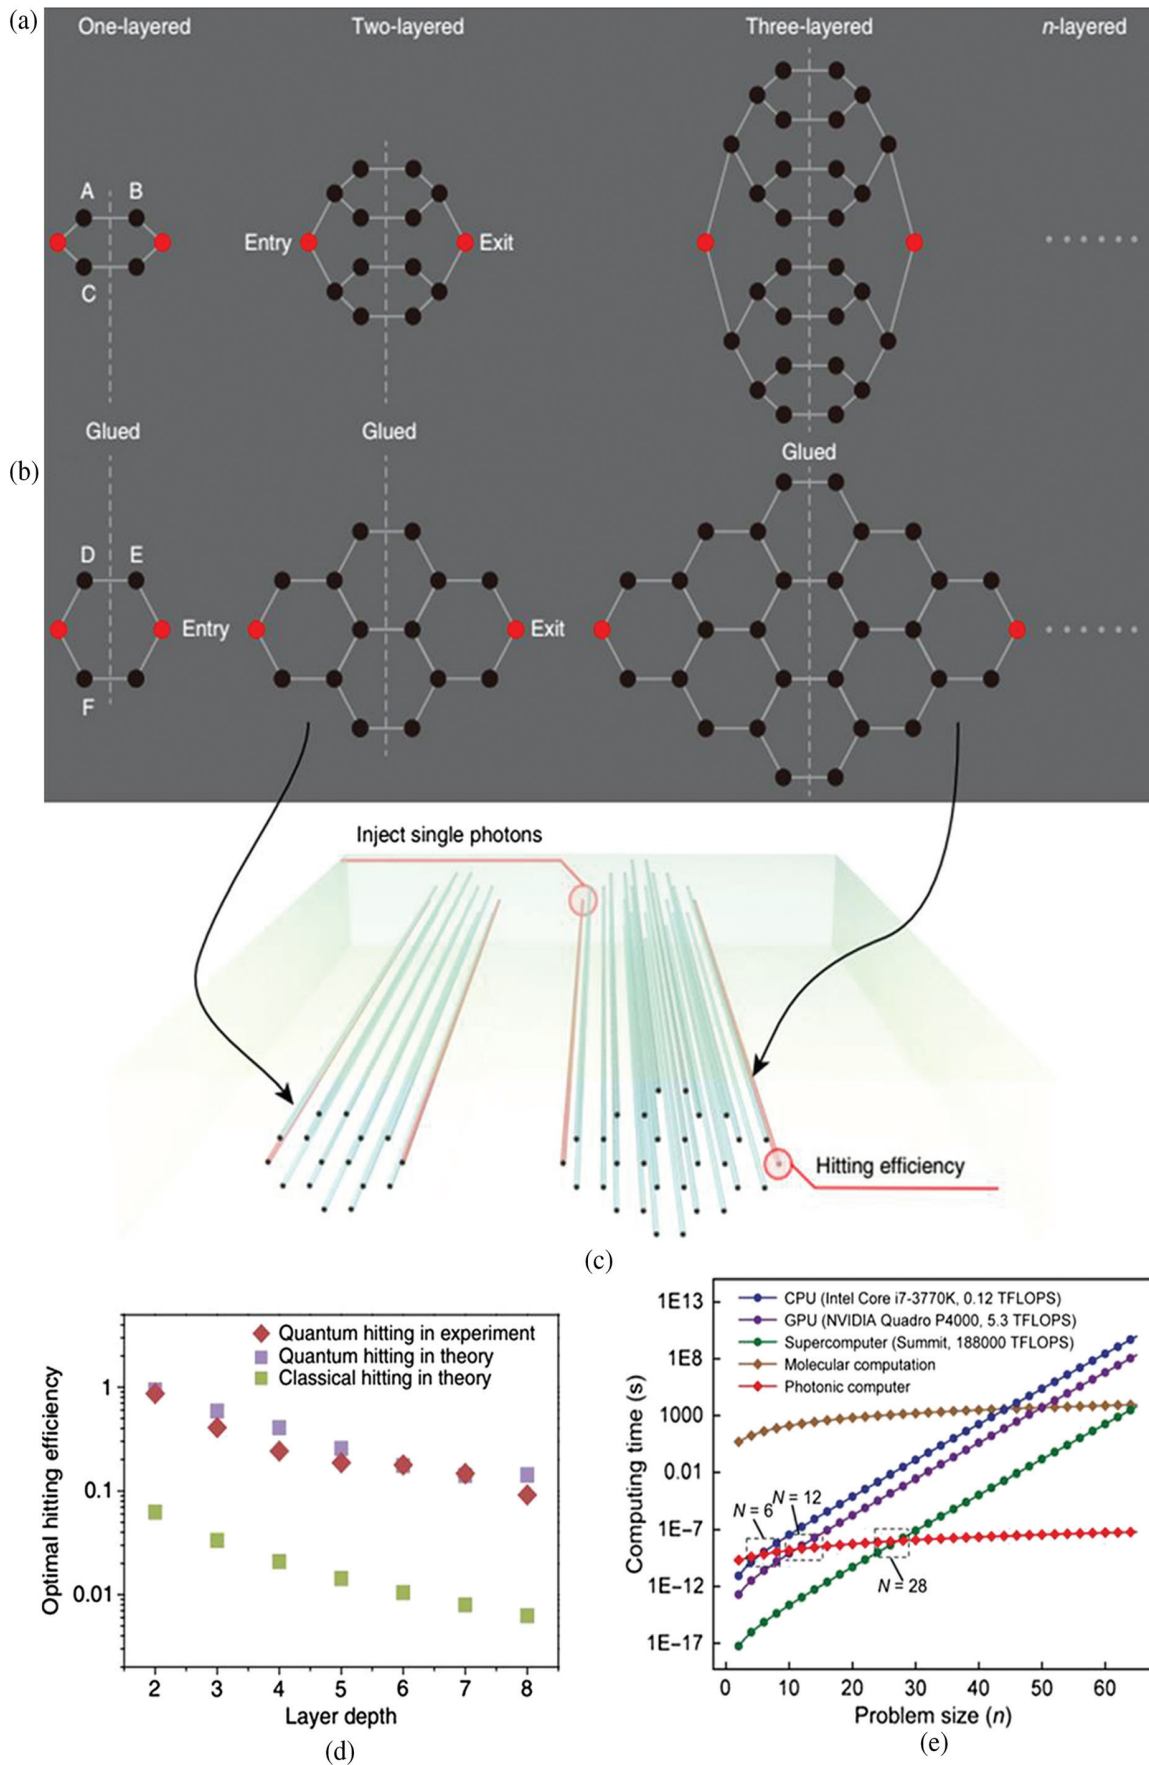 (a)
One-layered
Two-layered
Three-layered
n-layered
A
B
C
Entry
Exit
Glued
Glued
Glued
(b)
D
E
F
Entry
Exit
Inject single photons
Hitting efficiency
(c)
Quantum hitting in experiment
Quantum hitting in theory
Classical hitting in theory
Optimal hitting efficiency
1
0.1
0.01
2 3 4 5 6 7 8
Layer depth
(d)
CPU (Intel Core i7-3770K, 0.12 TFLOPS)
GPU (NVIDIA Quadro P4000, 5.3 TFLOPS)
Supercomputer (Summit, 188000 TFLOPS)
Molecular computation
Photonic computer
Computing time (s)
1E13
1E8
1000
0.01
1E−7
1E−12
1E−17
N = 6
N = 12
N = 28
0 10 20 30 40 50 60
Problem size (n)
(e)